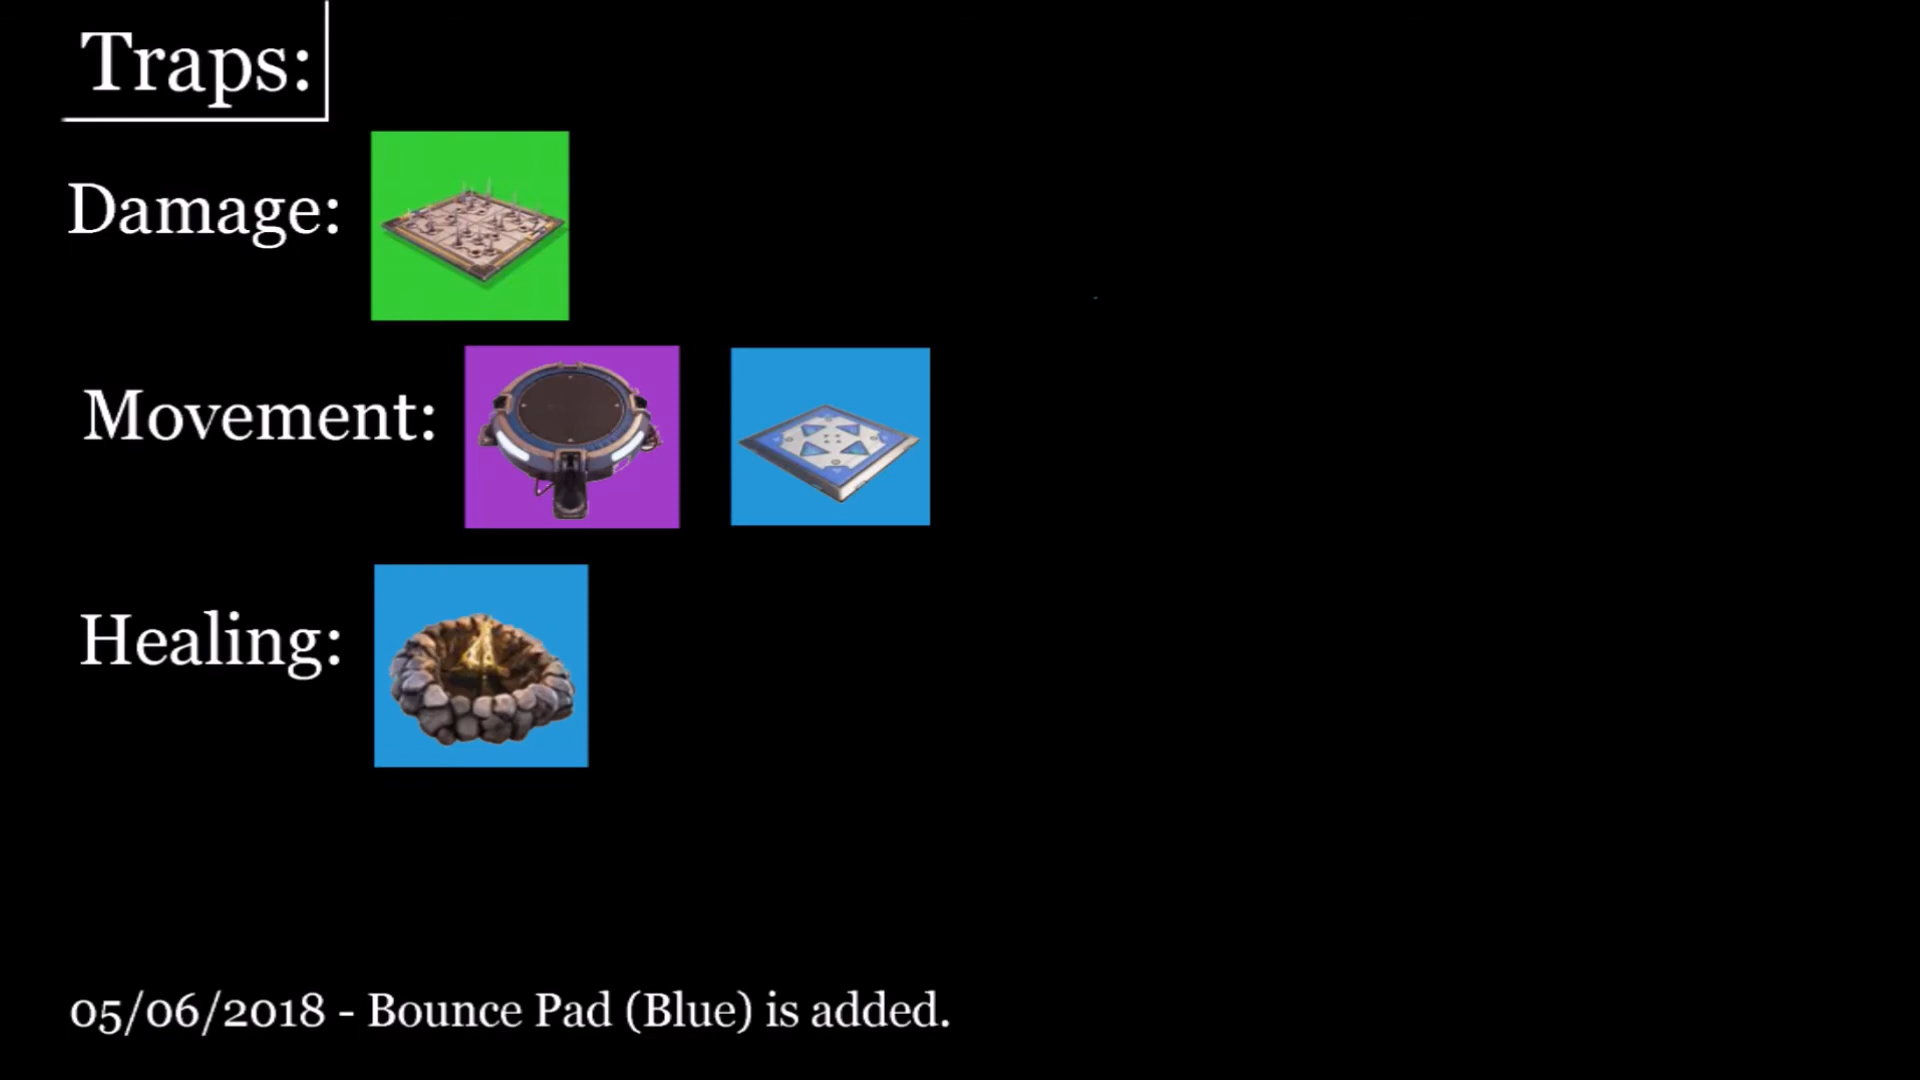 Traps:
Damage:
Movement:
Healing:
05/06/2018 - Bounce Pad (Blue) is added.